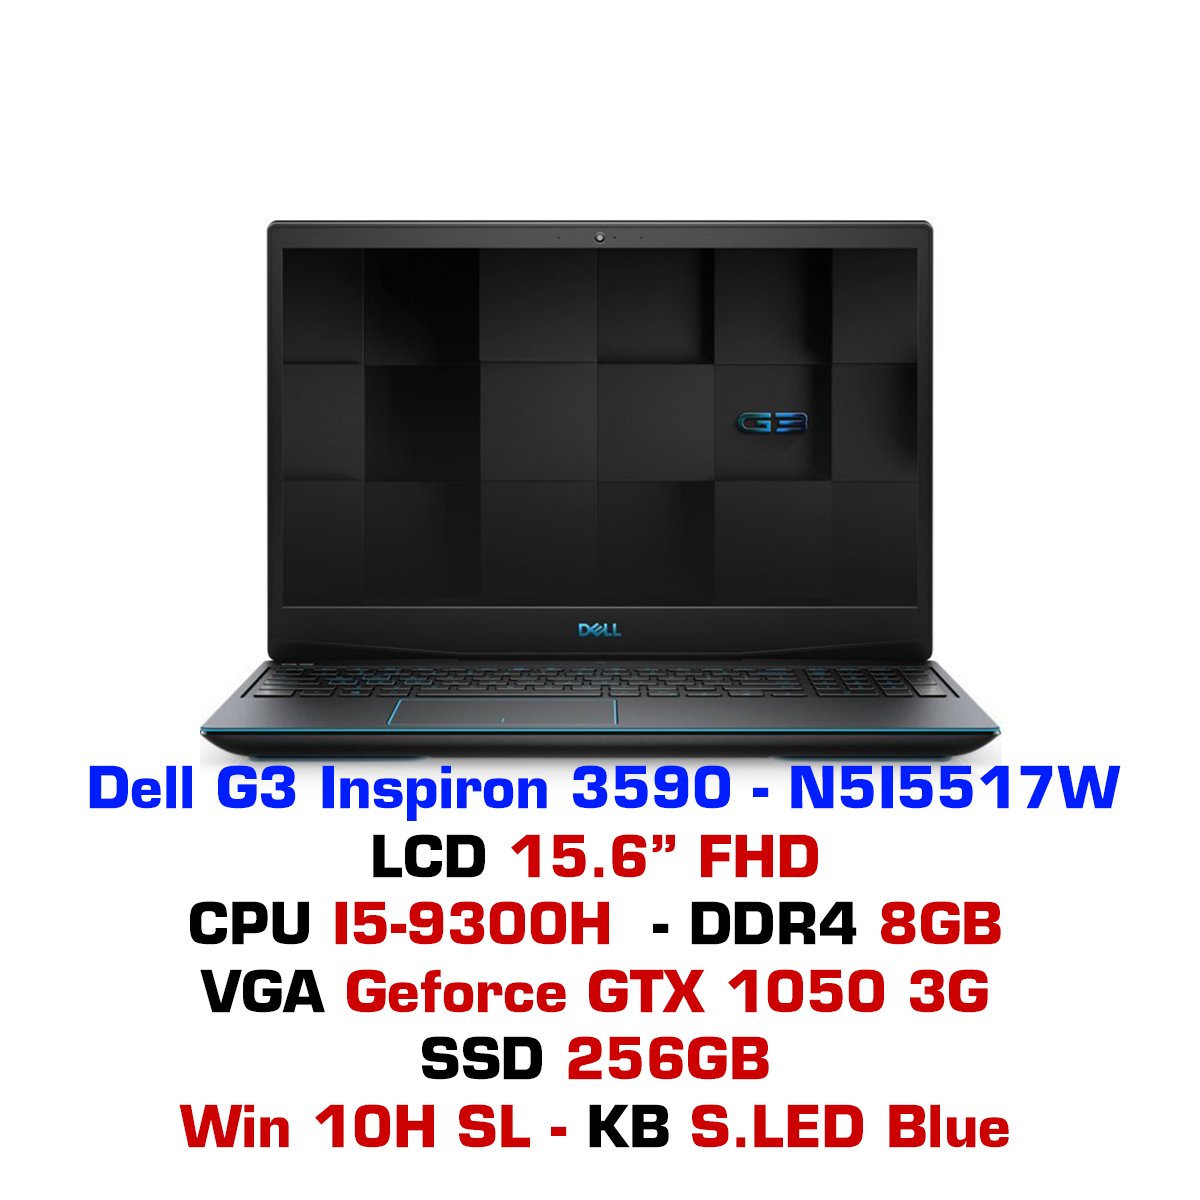 G3
DELL
Dell G3 Inspiron 3590 - N5I5517W
LCD 15.6” FHD
CPU I5-9300H - DDR4 8GB
VGA Geforce GTX 1050 3G
SSD 256GB
Win 10H SL - KB S.LED Blue